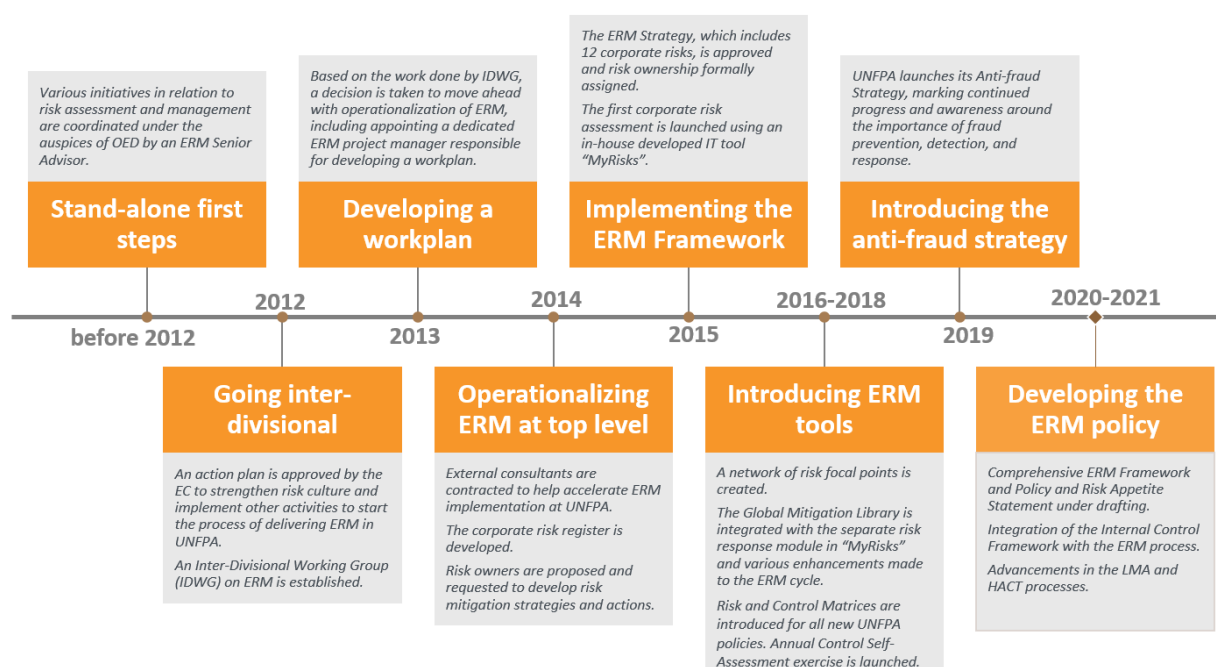 Various initiatives in relation to
risk assessment and management
are coordinated under the
auspices of OED by an ERM Senior
Advisor.
Stand-alone first
steps
before 2012
2012
Going inter-
divisional
An action plan is approved by the
EC to strengthen risk culture and
implement other activities to start
the process of delivering ERM in
UNFPA.
An Inter-Divisional Working Group
(IDWG) on ERM is established.
Based on the work done by IDWG,
a decision is taken to move ahead
with operationalization of ERM,
including appointing a dedicated
ERM project manager responsible
for developing a workplan.
Developing a
workplan
2013
2014
Operationalizing
ERM at top level
External consultants are
contracted to help accelerate ERM
implementation at UNFPA.
The corporate risk register is
developed.
Risk owners are proposed and
requested to develop risk
mitigation strategies and actions.
The ERM Strategy, which includes
12 corporate risks, is approved
and risk ownership formally
assigned.
The first corporate risk
assessment is launched using an
in-house developed IT tool
“MyRisks”.
Implementing the
ERM Framework
2015
2016-2018
Introducing ERM
tools
A network of risk focal points is
created.
The Global Mitigation Library is
integrated with the separate risk
response module in “MyRisks”
and various enhancements made
to the ERM cycle.
Risk and Control Matrices are
introduced for all new UNFPA
policies. Annual Control Self-
Assessment exercise is launched.
UNFPA launches its Anti-fraud
Strategy, marking continued
progress and awareness around
the importance of fraud
prevention, detection, and
response.
Introducing the
anti-fraud strategy
2019
2020-2021
Developing the
ERM policy
Comprehensive ERM Framework
and Policy and Risk Appetite
Statement under drafting.
Integration of the Internal Control
Framework with the ERM process.
Advancements in the LMA and
HACT processes.